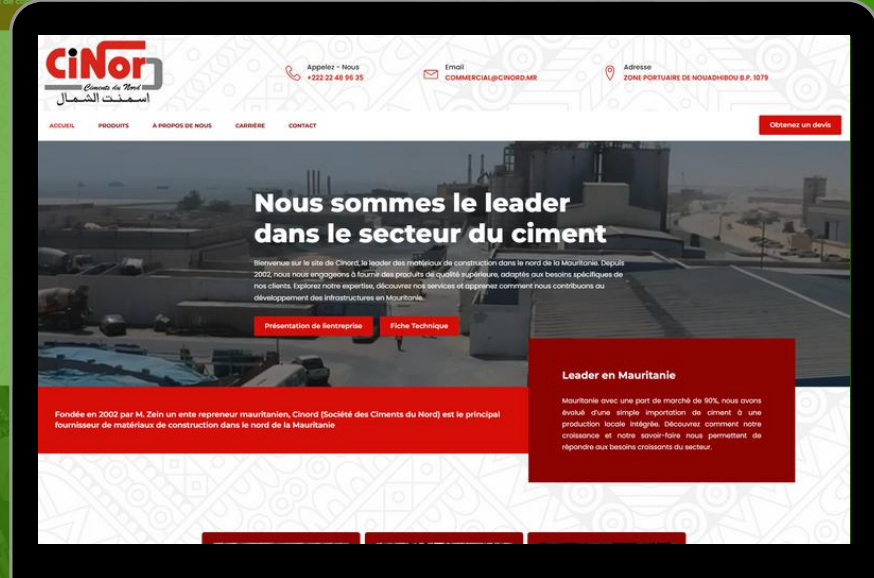 CiNor
Ciments du Nord
اسمنت الشمال
Appelez - Nous
+222 22 48 96 35
Email
COMMERCIAL@CINORD.MR
Adresse
ZONE PORTUAIRE DE NOUADHIBOU B.P. 1079
ACCUEIL PRODUITS À PROPOS DE NOUS CARRIÈRE CONTACT
Obtenez un devis
Nous sommes le leader
dans le secteur du ciment
Bienvenue sur le site de Cinord, le leader des matériaux de construction dans le nord de la Mauritanie. Depuis
2002, nous nous engageons à fournir des produits de qualité supérieure, adaptés aux besoins spécifiques de
nos clients. Explorez notre expertise, découvrez nos services et apprenez comment nous contribuons au
développement des infrastructures en Mauritanie.
Présentation de lientreprise Fiche Technique
Leader en Mauritanie
Mauritanie avec une part de marché de 90%, nous avons
évolué d'une simple importation de ciment à une
production locale intégrée. Découvrez comment notre
croissance et notre savoir-faire nous permettent de
répondre aux besoins croissants du secteur.
Fondée en 2002 par M. Zein un ente repreneur mauritanien, Cinord (Société des Ciments du Nord) est le principal
fournisseur de matériaux de construction dans le nord de la Mauritanie